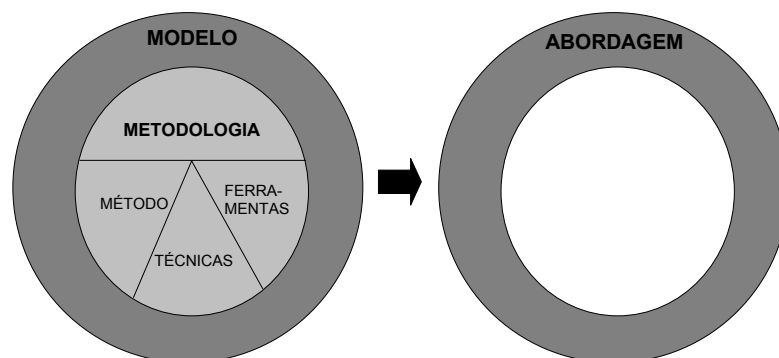 MODELO
METODOLOGIA
MÉTODO
FERRA-
MENTAS
TÉCNICAS
ABORDAGEM